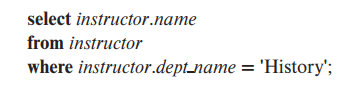 select instructor.name
from instructor
where instructor.dept_name = 'History';